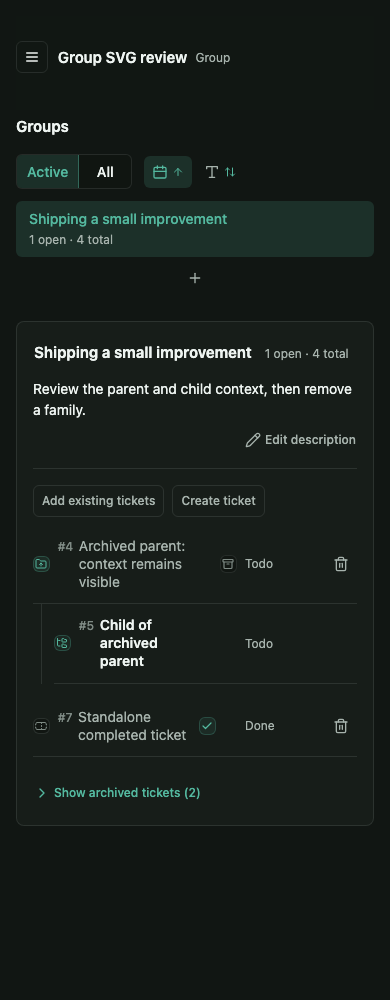 Group SVG review Group
Groups
Active All
Shipping a small improvement
1 open · 4 total
Shipping a small improvement 1 open · 4 total
Review the parent and child context, then remove
a family.
Edit description
Add existing tickets Create ticket
#4 Archived parent:
context remains
visible
Todo
#5 Child of
archived
parent
Todo
#7 Standalone
completed ticket
Done
Show archived tickets (2)